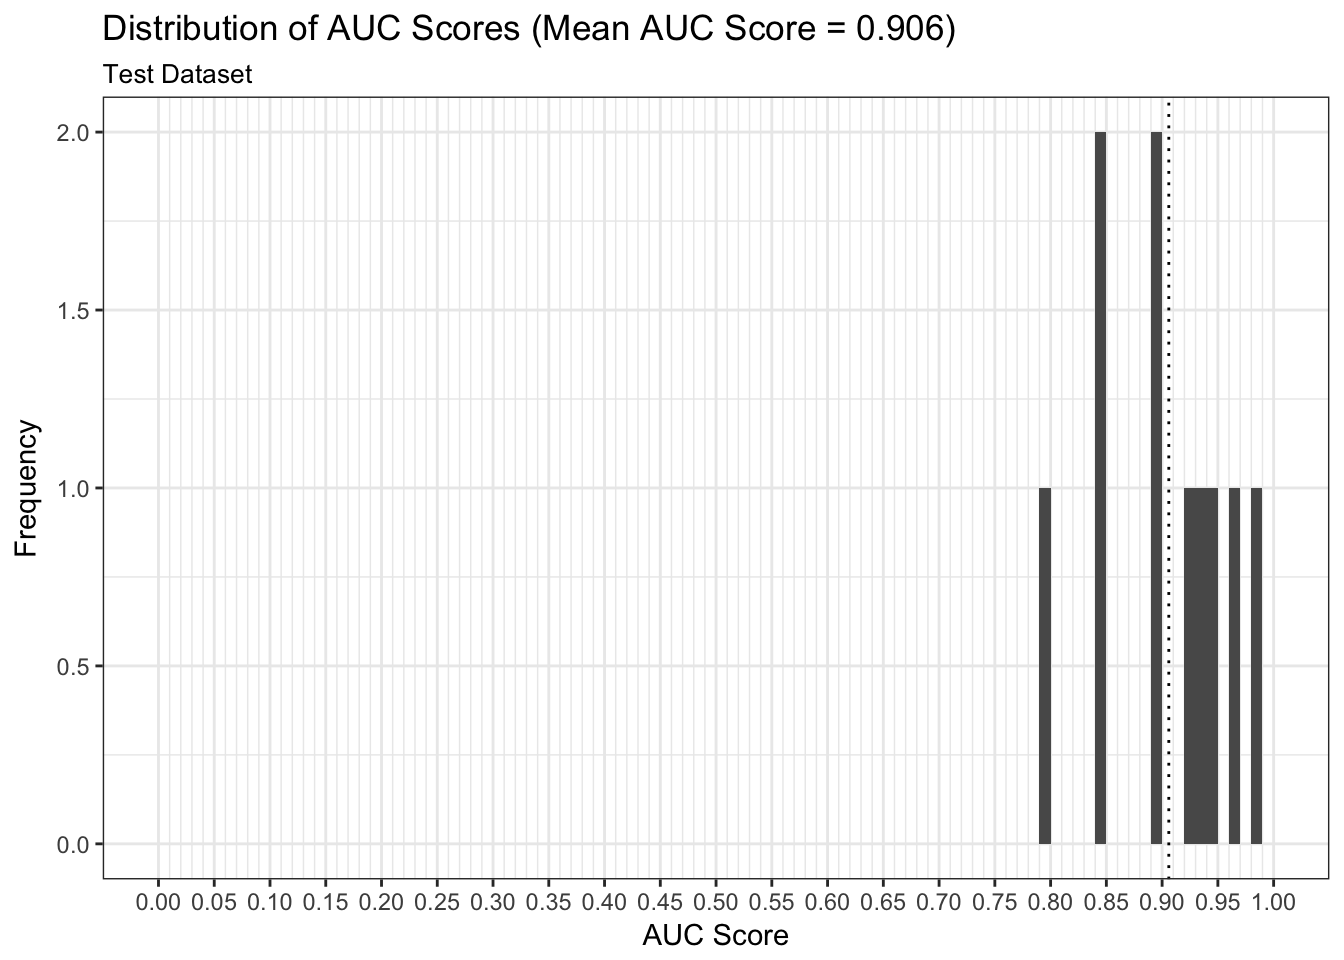 Distribution of AUC Scores (Mean AUC Score = 0.906)
Test Dataset
2.0
1.5
1.0
0.5
0.0
Frequency
0.00 0.05 0.10 0.15 0.20 0.25 0.30 0.35 0.40 0.45 0.50 0.55 0.60 0.65 0.70 0.75 0.80 0.85 0.90 0.95 1.00
AUC Score